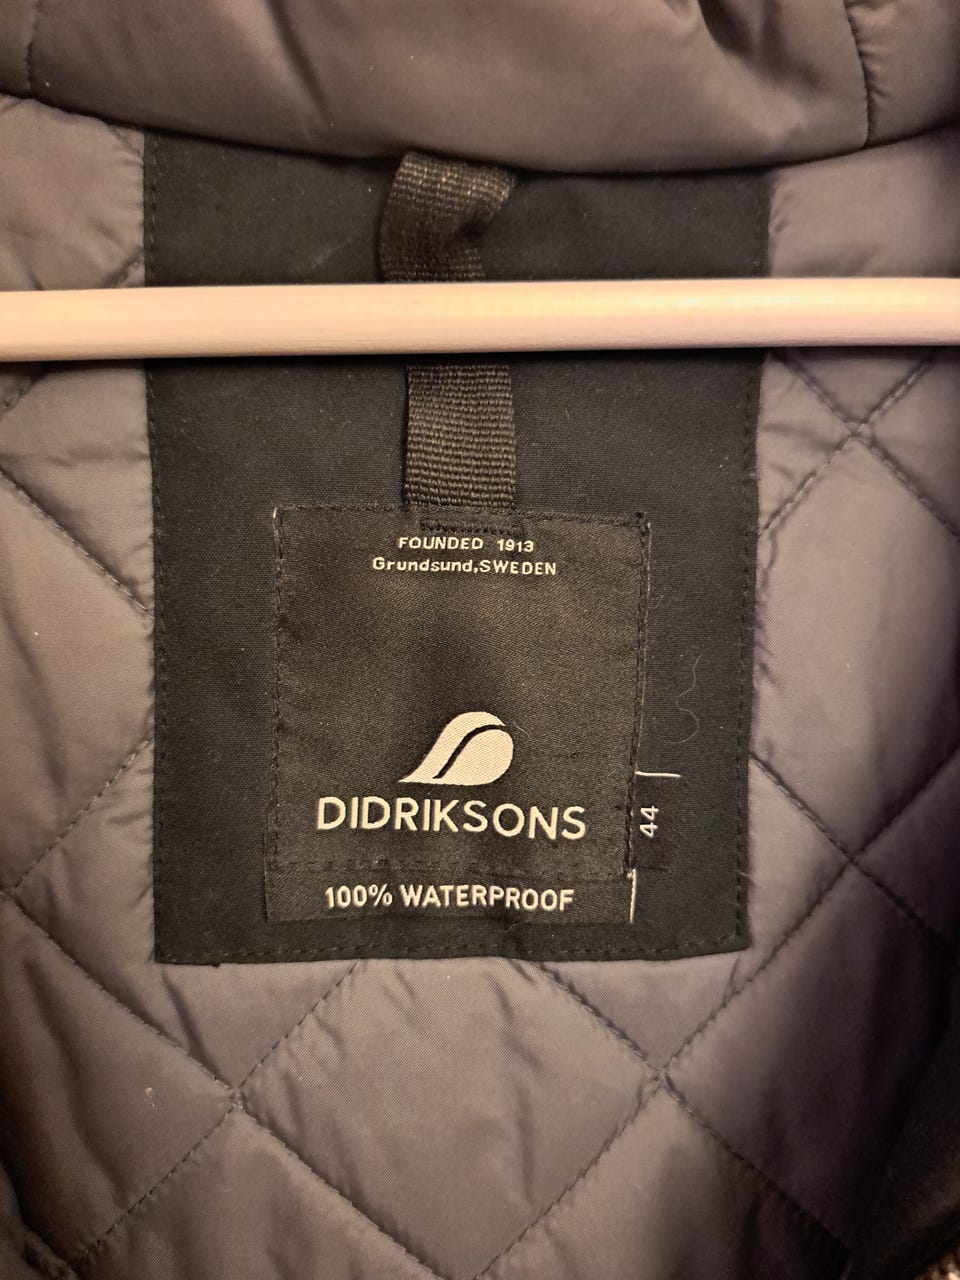 FOUNDED 1913
Grundsund,SWEDEN
DIDRIKSONS
44
100% WATERPROOF